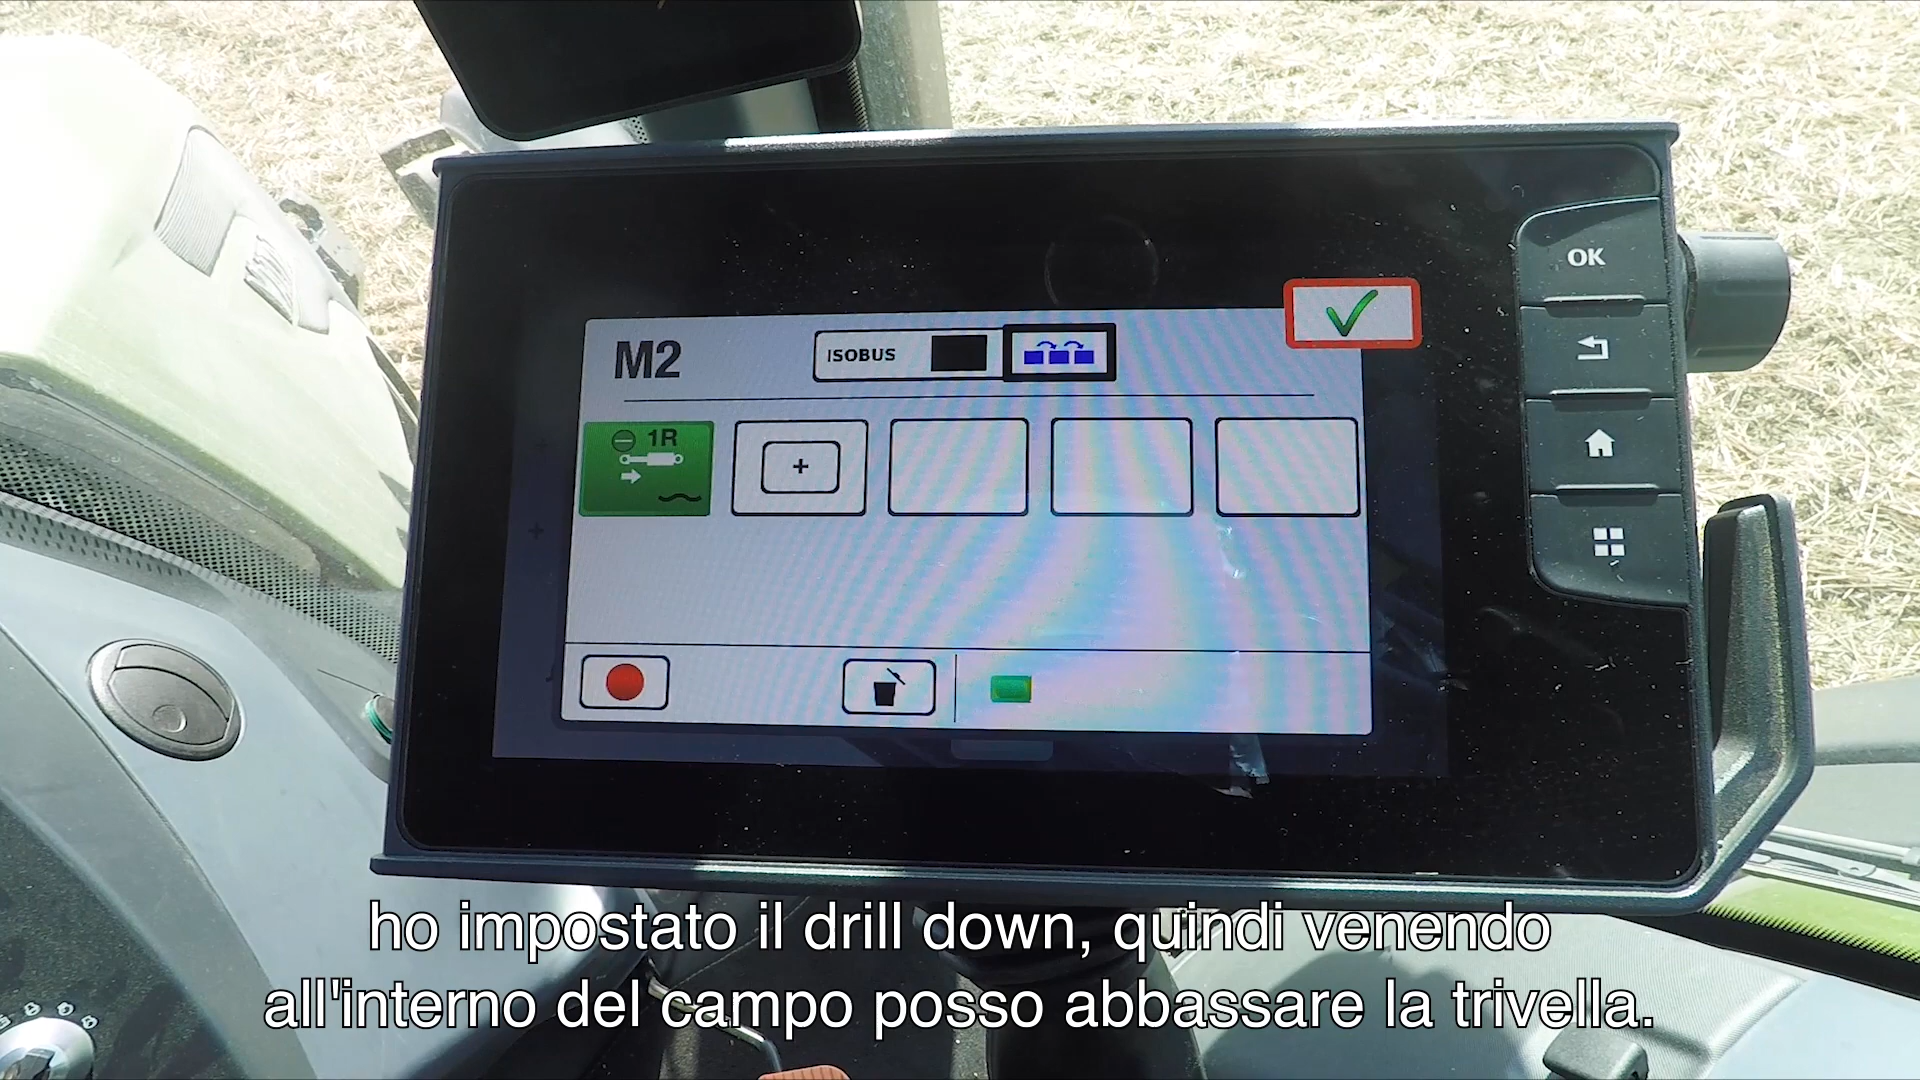 OK
M2
ISOBUS
1R
ho impostato il drill down, quindi venendo
all'interno del campo posso abbassare la trivella.